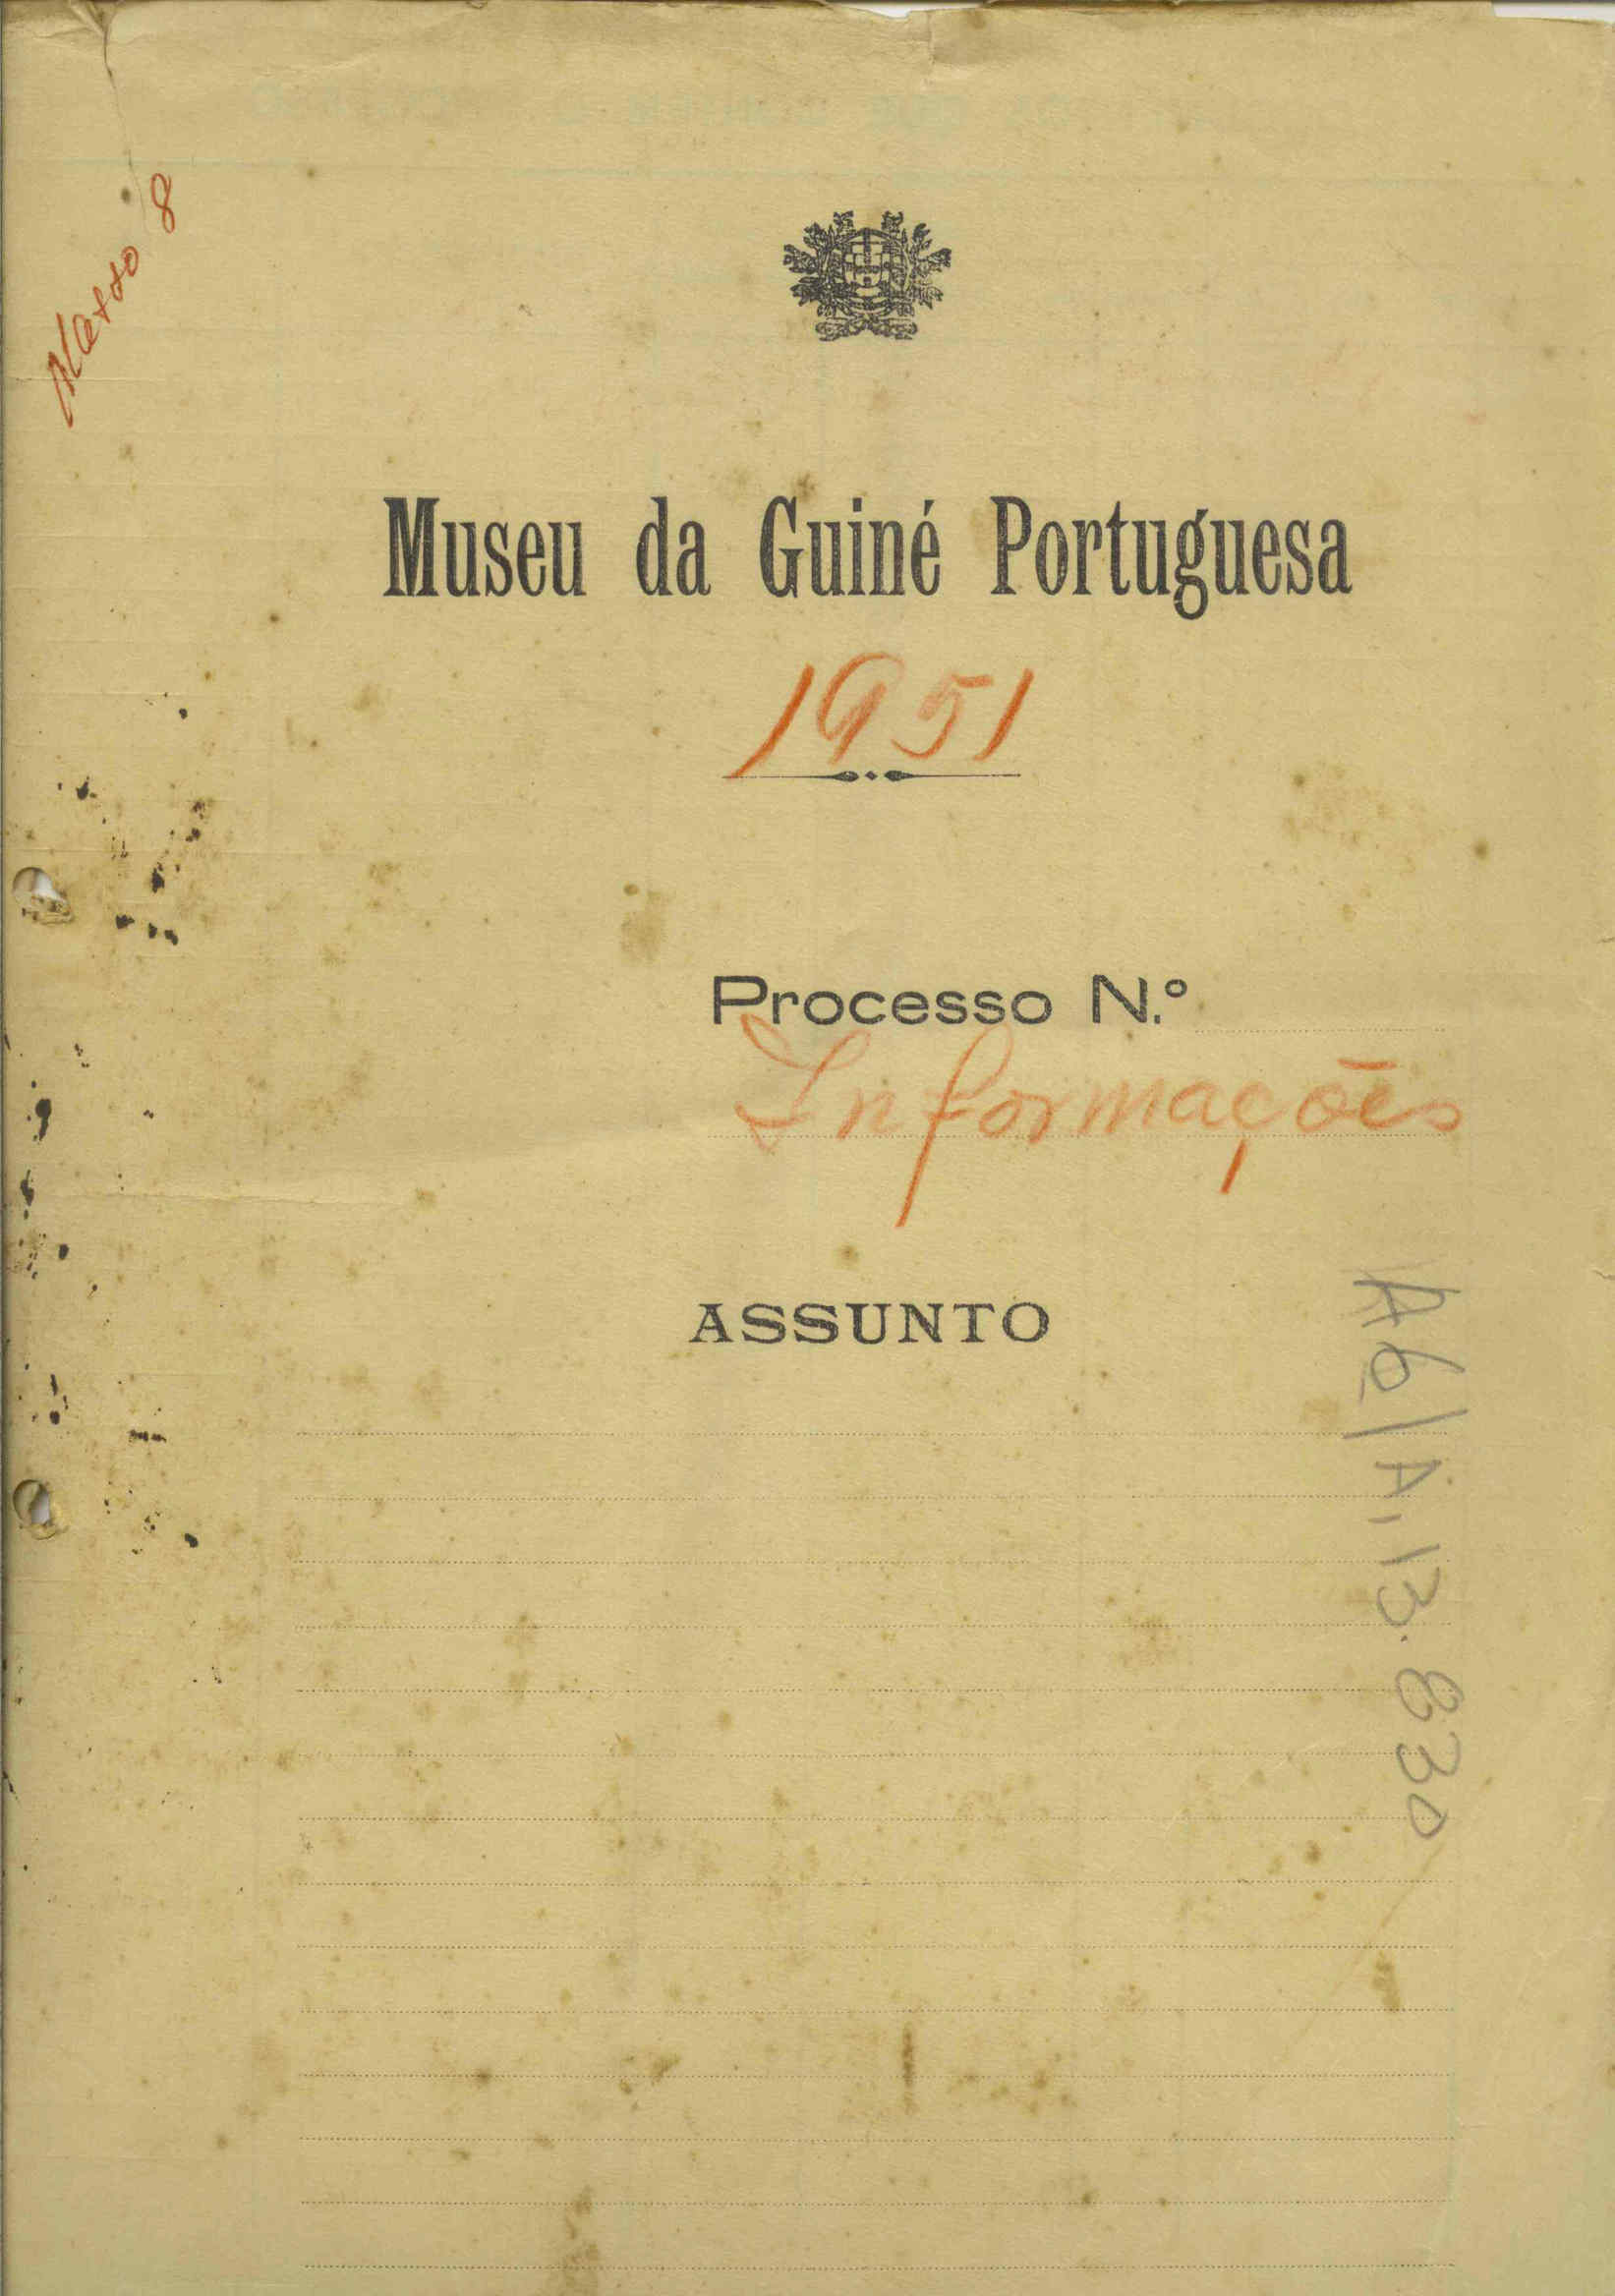 Maço 8
Museu da Guiné Portuguesa
1951
Processo N.º
Informações
ASSUNTO
A6/A.13.830